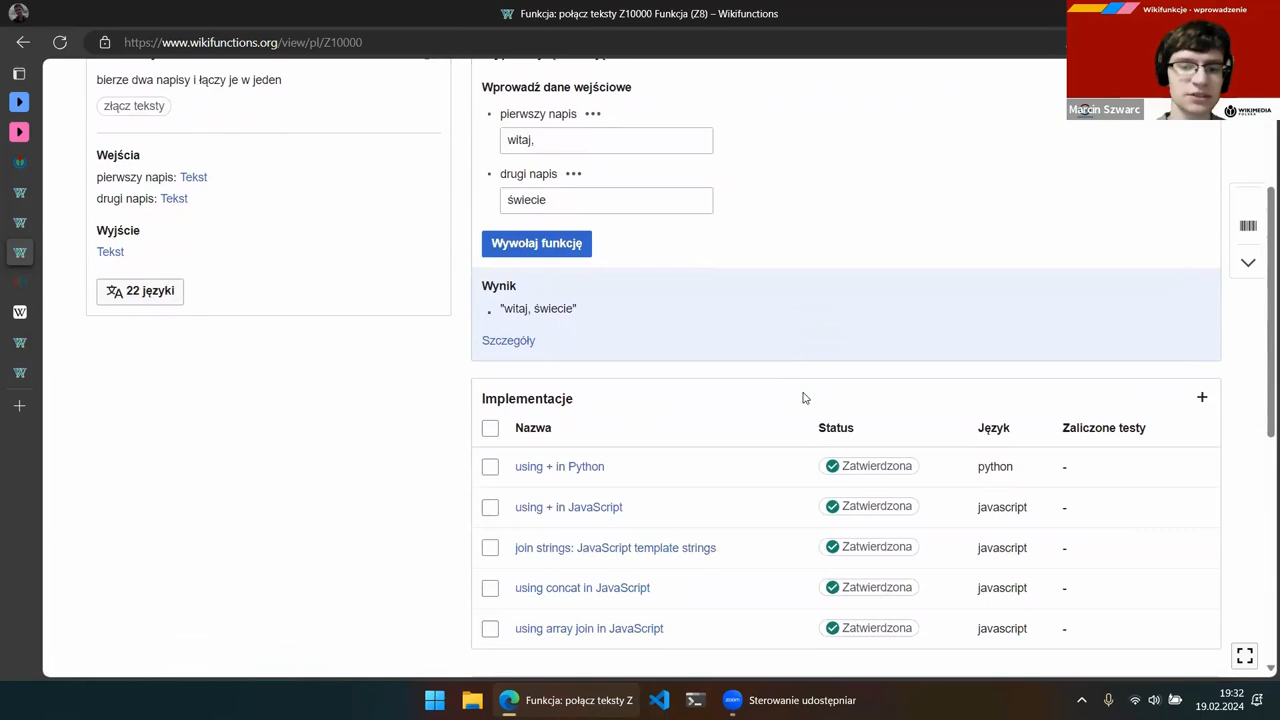 Funkcja: połącz teksty Z10000 Funkcja (Z8) – Wikifunctions
https://www.wikifunctions.org/view/pl/Z10000
Wikifunkcje - wprowadzenie
Marcin Szwarc
WIKIMEDIA
POLSKA
bierze dwa napisy i łączy je w jeden
złącz teksty
Wejścia
pierwszy napis: Tekst
drugi napis: Tekst
Wyjście
Tekst
22 języki
Wprowadź dane wejściowe
pierwszy napis
witaj,
drugi napis
świecie
Wywołaj funkcję
Wynik
"witaj, świecie"
Szczegóły
Implementacje
Nazwa Status Język Zaliczone testy
using + in Python Zatwierdzona python -
using + in JavaScript Zatwierdzona javascript -
join strings: JavaScript template strings Zatwierdzona javascript -
using concat in JavaScript Zatwierdzona javascript -
using array join in JavaScript Zatwierdzona javascript -
Funkcja: połącz teksty Z
zoom
Sterowanie udostępniar
19:32
19.02.2024